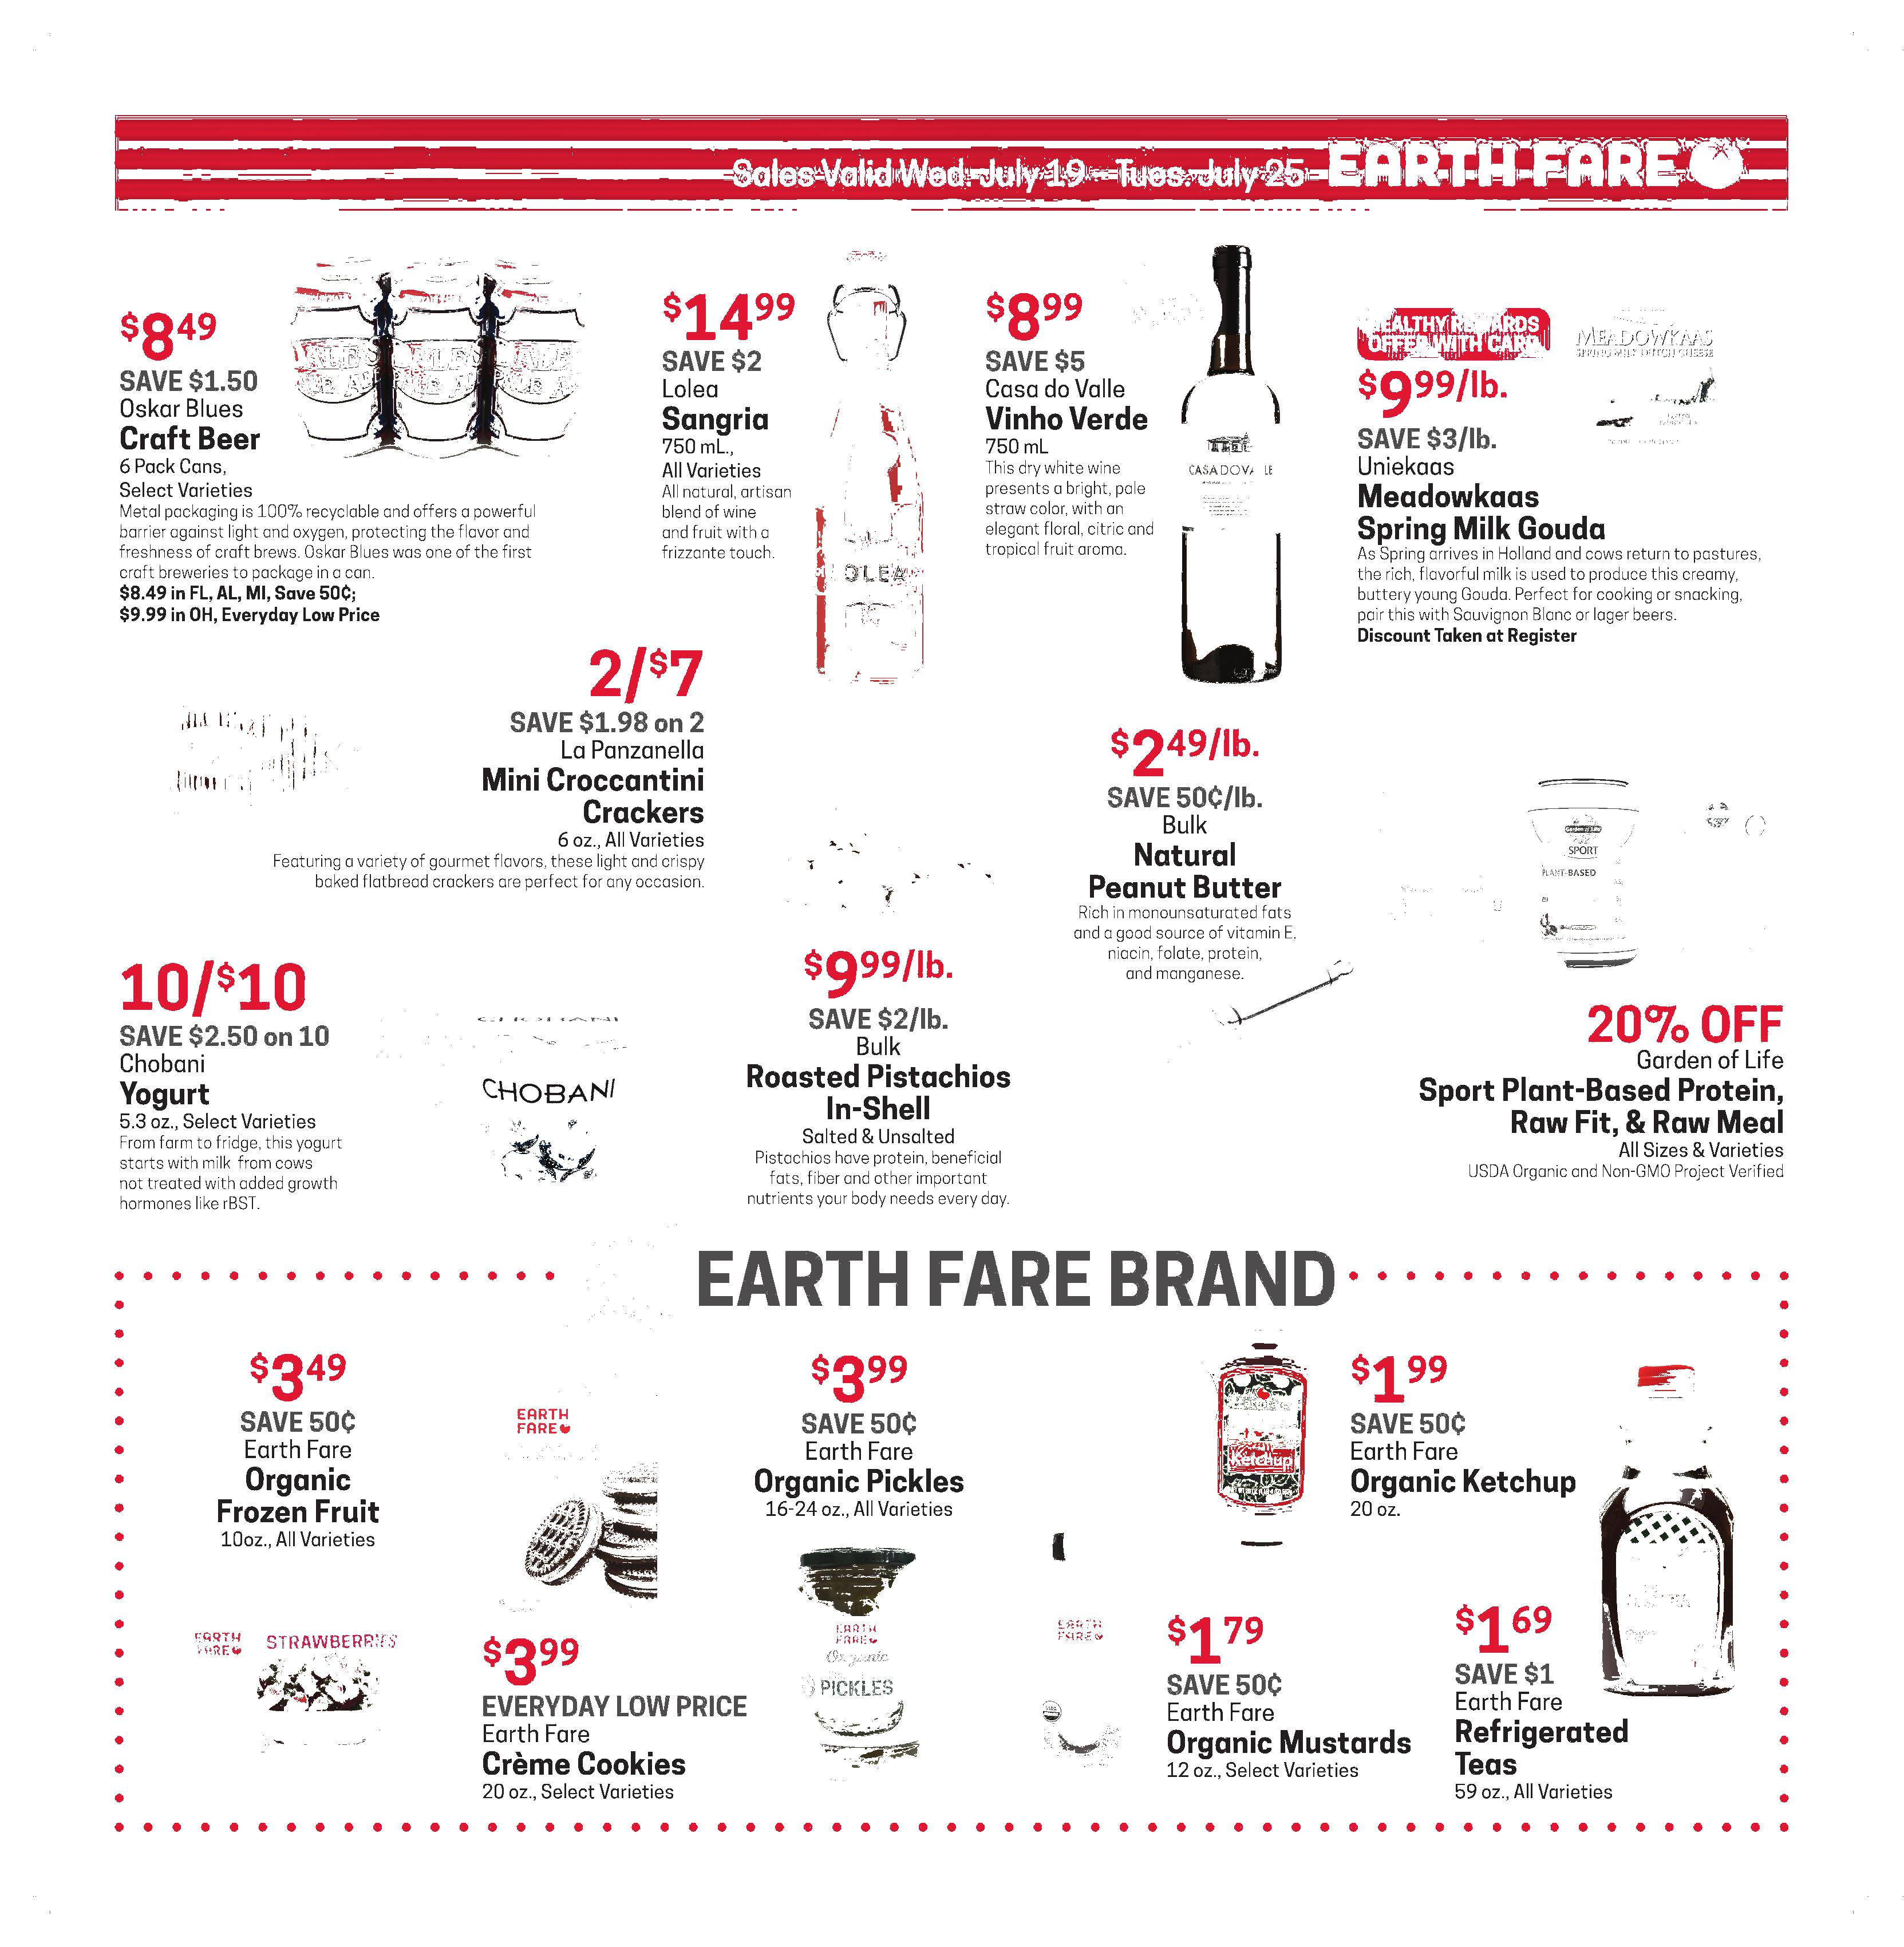 Sales Valid Wed. July 19 – Tues. July 25 EARTH FARE
$8.49
SAVE $1.50
Oskar Blues
Craft Beer
6 Pack Cans,
Select Varieties
Metal packaging is 100% recyclable and offers a powerful
barrier against light and oxygen, protecting the flavor and
freshness of craft brews. Oskar Blues was one of the first
craft breweries to package in a can.
$8.49 in FL, AL, MI, Save 50¢;
$9.99 in OH, Everyday Low Price
ALE ALE ALE
$14.99
SAVE $2
Lolea
Sangria
750 mL.,
All Varieties
All natural, artisan
blend of wine
and fruit with a
frizzante touch.
OLEA
$8.99
SAVE $5
Casa do Valle
Vinho Verde
750 mL
This dry white wine
presents a bright, pale
straw color, with an
elegant floral, citric and
tropical fruit aroma.
CASA DO VA LE
HEALTHY REWARDS
OFFER WITH CARD
MEADOWKAAS
SPRING MILK DUTCH CHEESE
$9.99/lb.
SAVE $3/lb.
Uniekaas
Meadowkaas
Spring Milk Gouda
As Spring arrives in Holland and cows return to pastures,
the rich, flavorful milk is used to produce this creamy,
buttery young Gouda. Perfect for cooking or snacking,
pair this with Sauvignon Blanc or lager beers.
Discount Taken at Register
2/$7
SAVE $1.98 on 2
La Panzanella
Mini Croccantini
Crackers
6 oz., All Varieties
Featuring a variety of gourmet flavors, these light and crispy
baked flatbread crackers are perfect for any occasion.
$2.49/lb.
SAVE 50¢/lb.
Bulk
Natural
Peanut Butter
Rich in monounsaturated fats
and a good source of vitamin E,
niacin, folate, protein,
and manganese.
SPORT
PLANT-BASED
10/$10
SAVE $2.50 on 10
Chobani
Yogurt
5.3 oz., Select Varieties
From farm to fridge, this yogurt
starts with milk from cows
not treated with added growth
hormones like rBST.
CHOBANI
CHOBANI
$9.99/lb.
SAVE $2/lb.
Bulk
Roasted Pistachios
In-Shell
Salted & Unsalted
Pistachios have protein, beneficial
fats, fiber and other important
nutrients your body needs every day.
20% OFF
Garden of Life
Sport Plant-Based Protein,
Raw Fit, & Raw Meal
All Sizes & Varieties
USDA Organic and Non-GMO Project Verified
EARTH FARE BRAND
$3.49
SAVE 50¢
Earth Fare
Organic
Frozen Fruit
10oz., All Varieties
EARTH
FARE
STRAWBERRIES
EARTH
FARE
$3.99
EVERYDAY LOW PRICE
Earth Fare
Crème Cookies
20 oz., Select Varieties
$3.99
SAVE 50¢
Earth Fare
Organic Pickles
16-24 oz., All Varieties
EARTH
FARE
Organic
PICKLES
Ketchup
$1.99
SAVE 50¢
Earth Fare
Organic Ketchup
20 oz.
EARTH
FARE
$1.79
SAVE 50¢
Earth Fare
Organic Mustards
12 oz., Select Varieties
$1.69
SAVE $1
Earth Fare
Refrigerated
Teas
59 oz., All Varieties